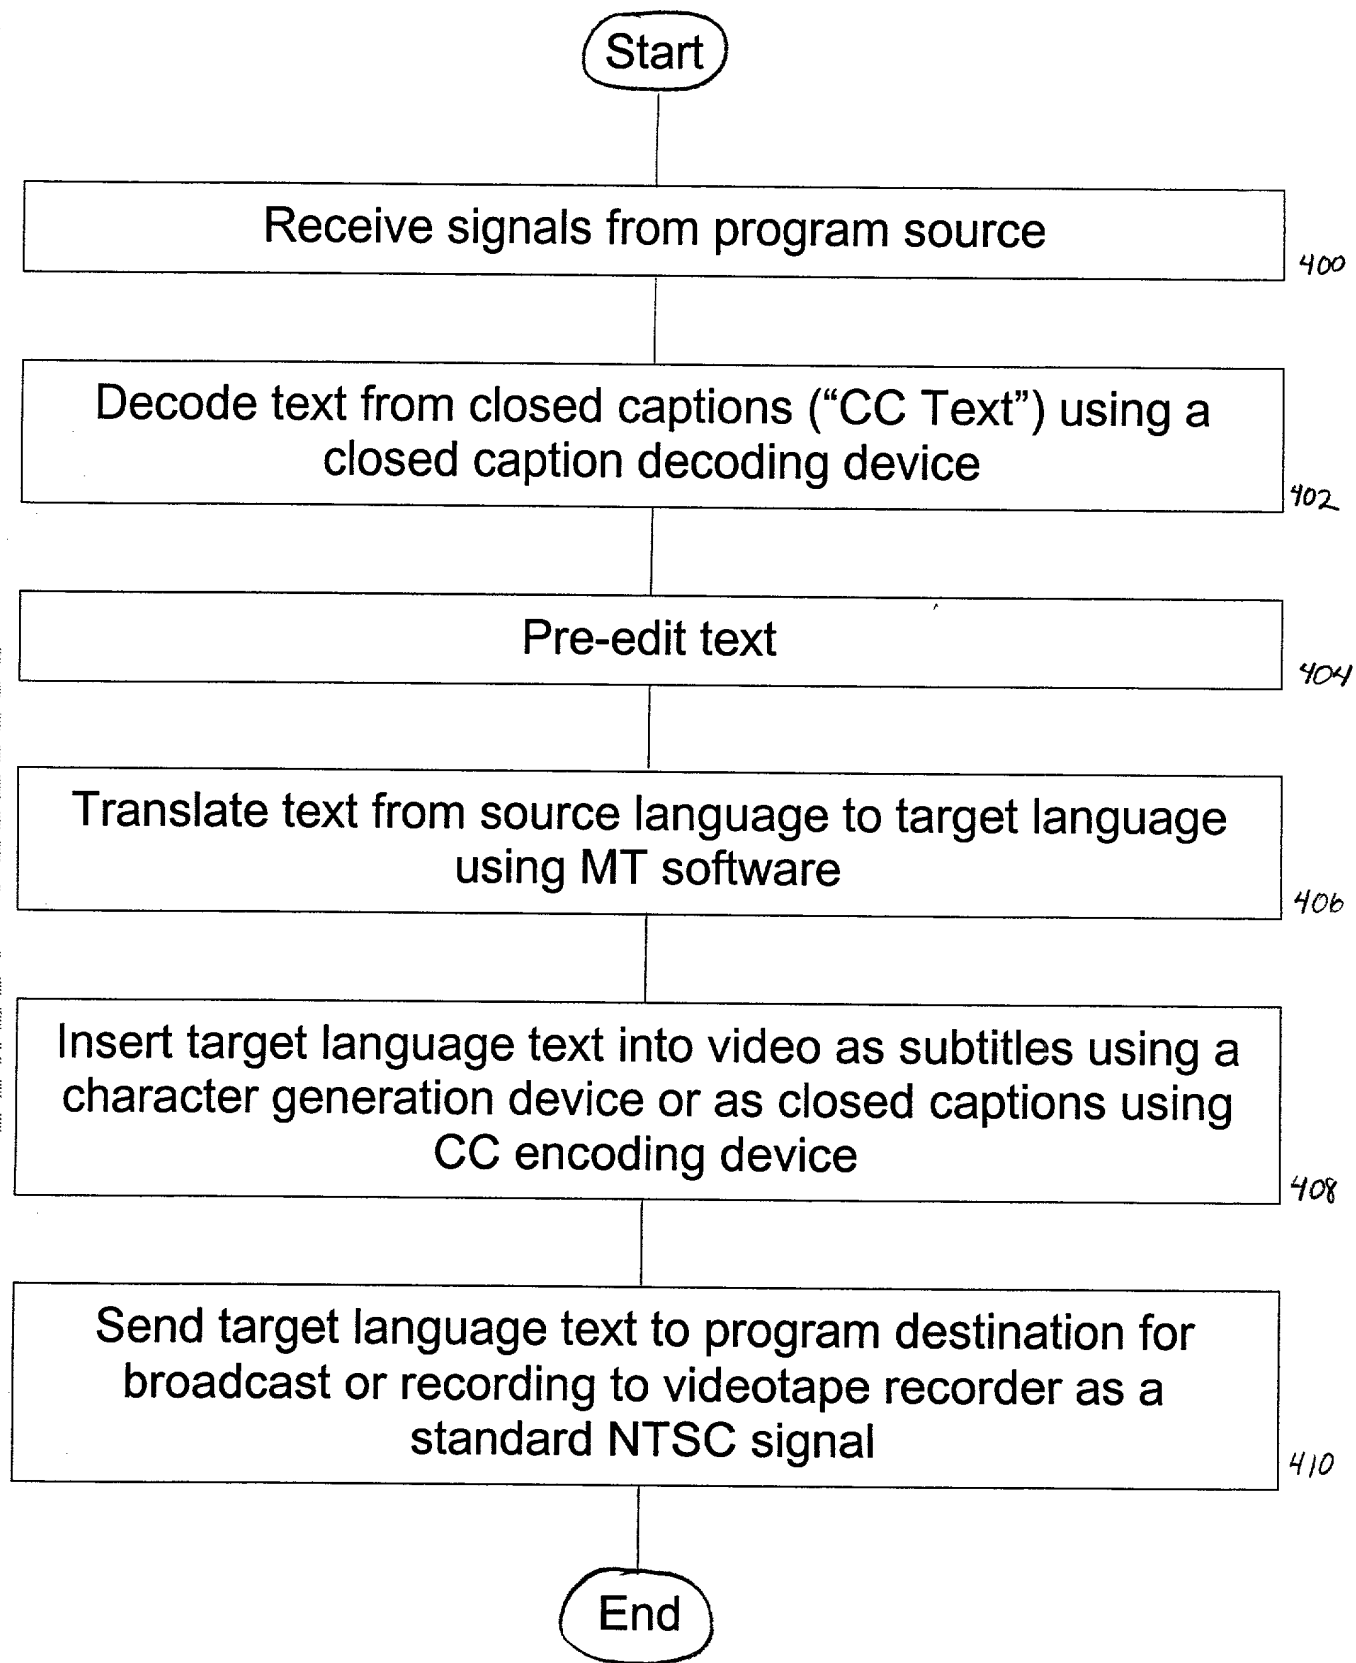 Start
Receive signals from program source
400
Decode text from closed captions (“CC Text”) using a
closed caption decoding device
402
Pre-edit text
404
Translate text from source language to target language
using MT software
406
Insert target language text into video as subtitles using a
character generation device or as closed captions using
CC encoding device
408
Send target language text to program destination for
broadcast or recording to videotape recorder as a
standard NTSC signal
410
End